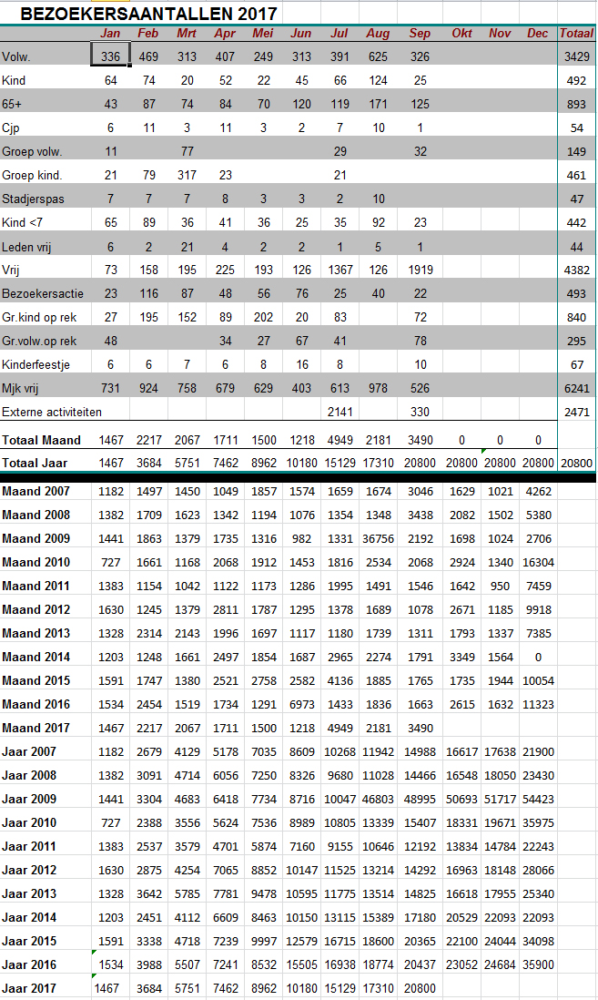 BEZOEKERSAANTALLEN 2017
Jan Feb Mrt Apr Mei Jun Jul Aug Sep Okt Nov Dec Totaal
Volw. 336 469 313 407 249 313 391 625 326 3429
Kind 64 74 20 52 22 45 66 124 25 492
65+ 43 87 74 84 70 120 119 171 125 893
Cjp 6 11 3 11 3 2 7 10 1 54
Groep volw. 11 77 29 32 149
Groep kind. 21 79 317 23 21 461
Stadjerspas 7 7 7 8 3 3 2 10 47
Kind <7 65 89 36 41 36 25 35 92 23 442
Leden vrij 6 2 21 4 2 2 1 5 1 44
Vrij 73 158 195 225 193 126 1367 126 1919 4382
Bezoekersactie 23 116 87 48 56 76 25 40 22 493
Gr.kind op rek 27 195 152 89 202 20 83 72 840
Gr.volw.op rek 48 34 27 67 41 78 295
Kinderfeestje 6 6 7 6 8 16 8 10 67
Mjk vrij 731 924 758 679 629 403 613 978 526 6241
Externe activiteiten 2141 330 2471
Totaal Maand 1467 2217 2067 1711 1500 1218 4949 2181 3490 0 0 0
Totaal Jaar 1467 3684 5751 7462 8962 10180 15129 17310 20800 20800 20800 20800 20800
Maand 2007 1182 1497 1450 1049 1857 1574 1659 1674 3046 1629 1021 4262
Maand 2008 1382 1709 1623 1342 1194 1076 1354 1348 3438 2082 1502 5380
Maand 2009 1441 1863 1379 1735 1316 982 1331 36756 2192 1698 1024 2706
Maand 2010 727 1661 1168 2068 1912 1453 1816 2534 2068 2924 1340 16304
Maand 2011 1383 1154 1042 1122 1173 1286 1995 1491 1546 1642 950 7459
Maand 2012 1630 1245 1379 2811 1787 1295 1378 1689 1078 2671 1185 9918
Maand 2013 1328 2314 2143 1996 1697 1117 1180 1739 1311 1793 1337 7385
Maand 2014 1203 1248 1661 2497 1854 1687 2965 2274 1791 3349 1564 0
Maand 2015 1591 1747 1380 2521 2758 2582 4136 1885 1765 1735 1944 10054
Maand 2016 1534 2454 1519 1734 1291 6973 1433 1836 1663 2615 1632 11323
Maand 2017 1467 2217 2067 1711 1500 1218 4949 2181 3490
Jaar 2007 1182 2679 4129 5178 7035 8609 10268 11942 14988 16617 17638 21900
Jaar 2008 1382 3091 4714 6056 7250 8326 9680 11028 14466 16548 18050 23430
Jaar 2009 1441 3304 4683 6418 7734 8716 10047 46803 48995 50693 51717 54423
Jaar 2010 727 2388 3556 5624 7536 8989 10805 13339 15407 18331 19671 35975
Jaar 2011 1383 2537 3579 4701 5874 7160 9155 10646 12192 13834 14784 22243
Jaar 2012 1630 2875 4254 7065 8852 10147 11525 13214 14292 16963 18148 28066
Jaar 2013 1328 3642 5785 7781 9478 10595 11775 13514 14825 16618 17955 25340
Jaar 2014 1203 2451 4112 6609 8463 10150 13115 15389 17180 20529 22093 22093
Jaar 2015 1591 3338 4718 7239 9997 12579 16715 18600 20365 22100 24044 34098
Jaar 2016 1534 3988 5507 7241 8532 15505 16938 18774 20437 23052 24684 35900
Jaar 2017 1467 3684 5751 7462 8962 10180 15129 17310 20800